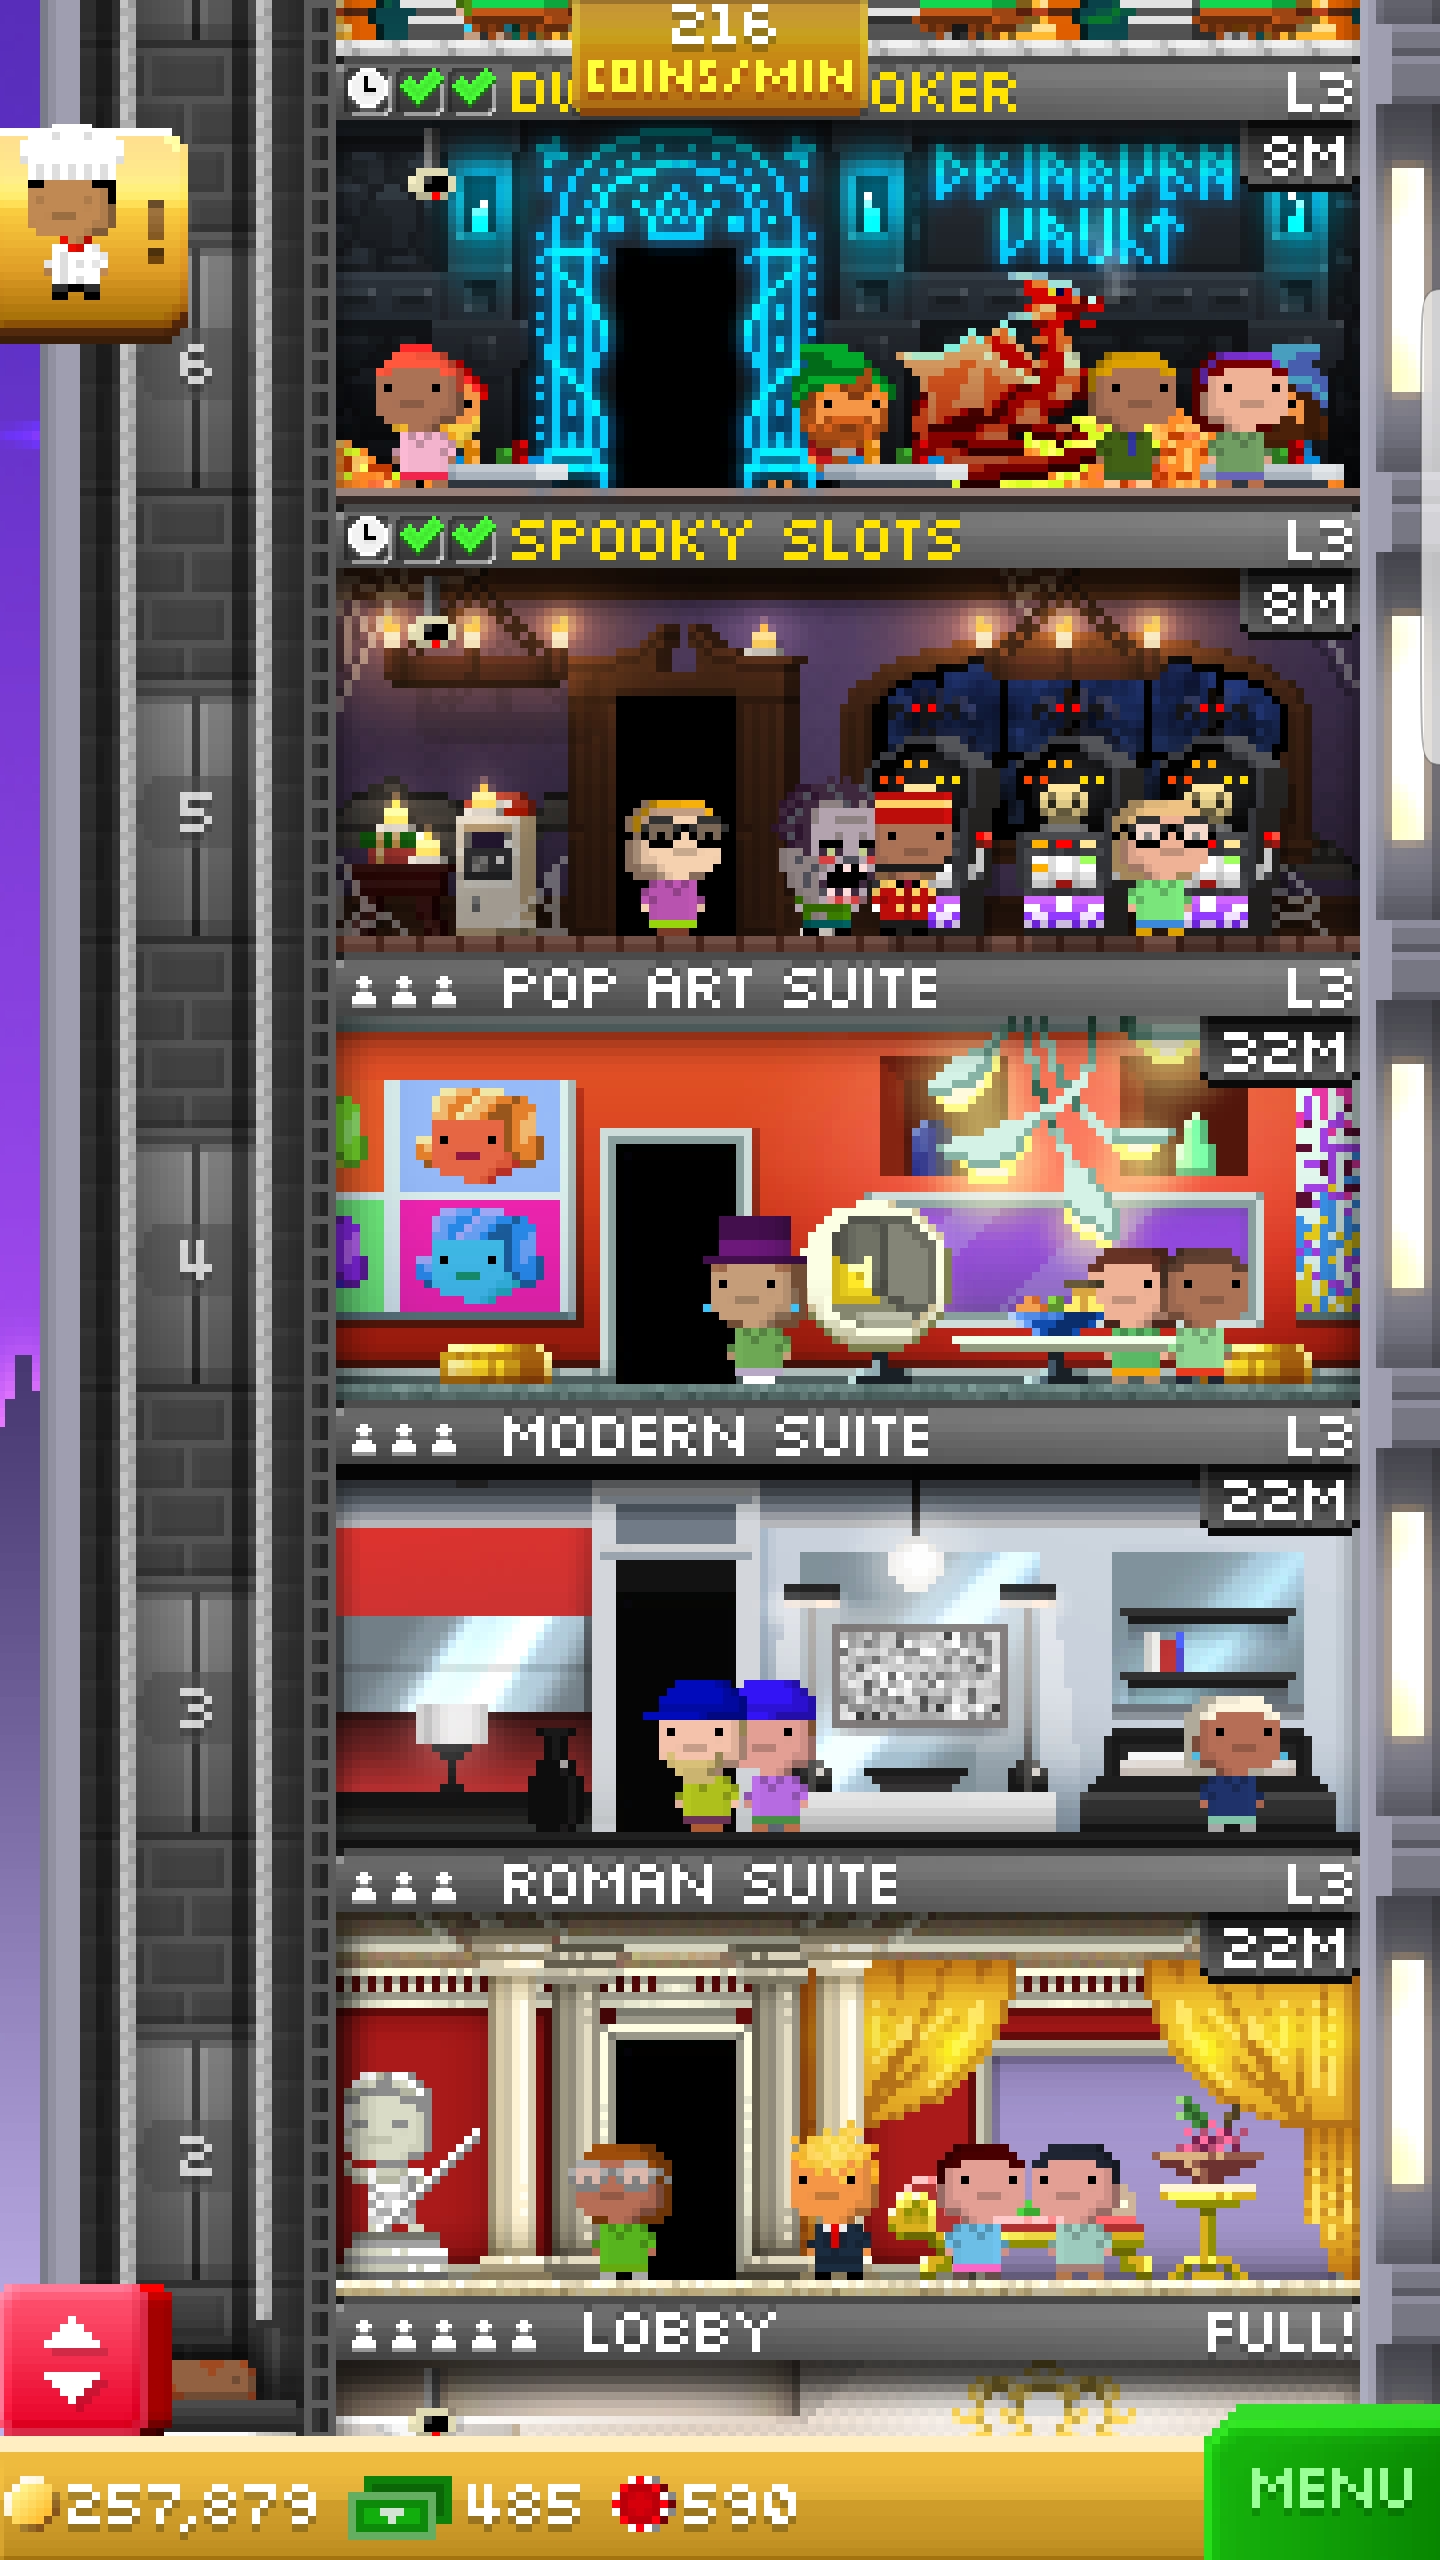 216
COINS/MIN
OKER L3
8M
DWARVEN
VAULT
6
SPOOKY SLOTS L3
8M
5
POP ART SUITE L3
32M
4
MODERN SUITE L3
22M
3
ROMAN SUITE L3
22M
2
LOBBY FULL!
257,879 485 590
MENU